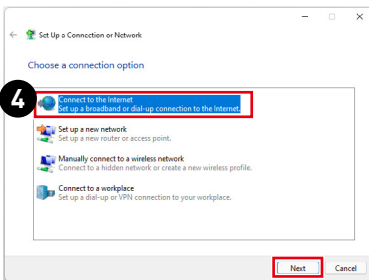 Set Up a Connection or Network
Choose a connection option
4
Connect to the Internet
Set up a broadband or dial-up connection to the Internet.
Set up a new network
Set up a new router or access point.
Manually connect to a wireless network
Connect to a hidden network or create a new wireless profile.
Connect to a workplace
Set up a dial-up or VPN connection to your workplace.
Next Cancel